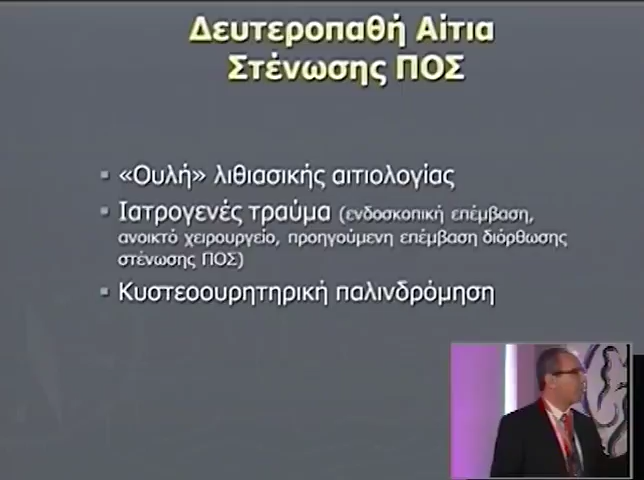 Δευτεροπαθή Αίτια
Στένωσης ΠΟΣ
«Ουλή» λιθιασικής αιτιολογίας
Ιατρογενές τραύμα (ενδοσκοπική επέμβαση,
ανοικτό χειρουργείο, προηγούμενη επέμβαση διόρθωσης
στένωσης ΠΟΣ)
Κυστεοουρητηρική παλινδρόμηση